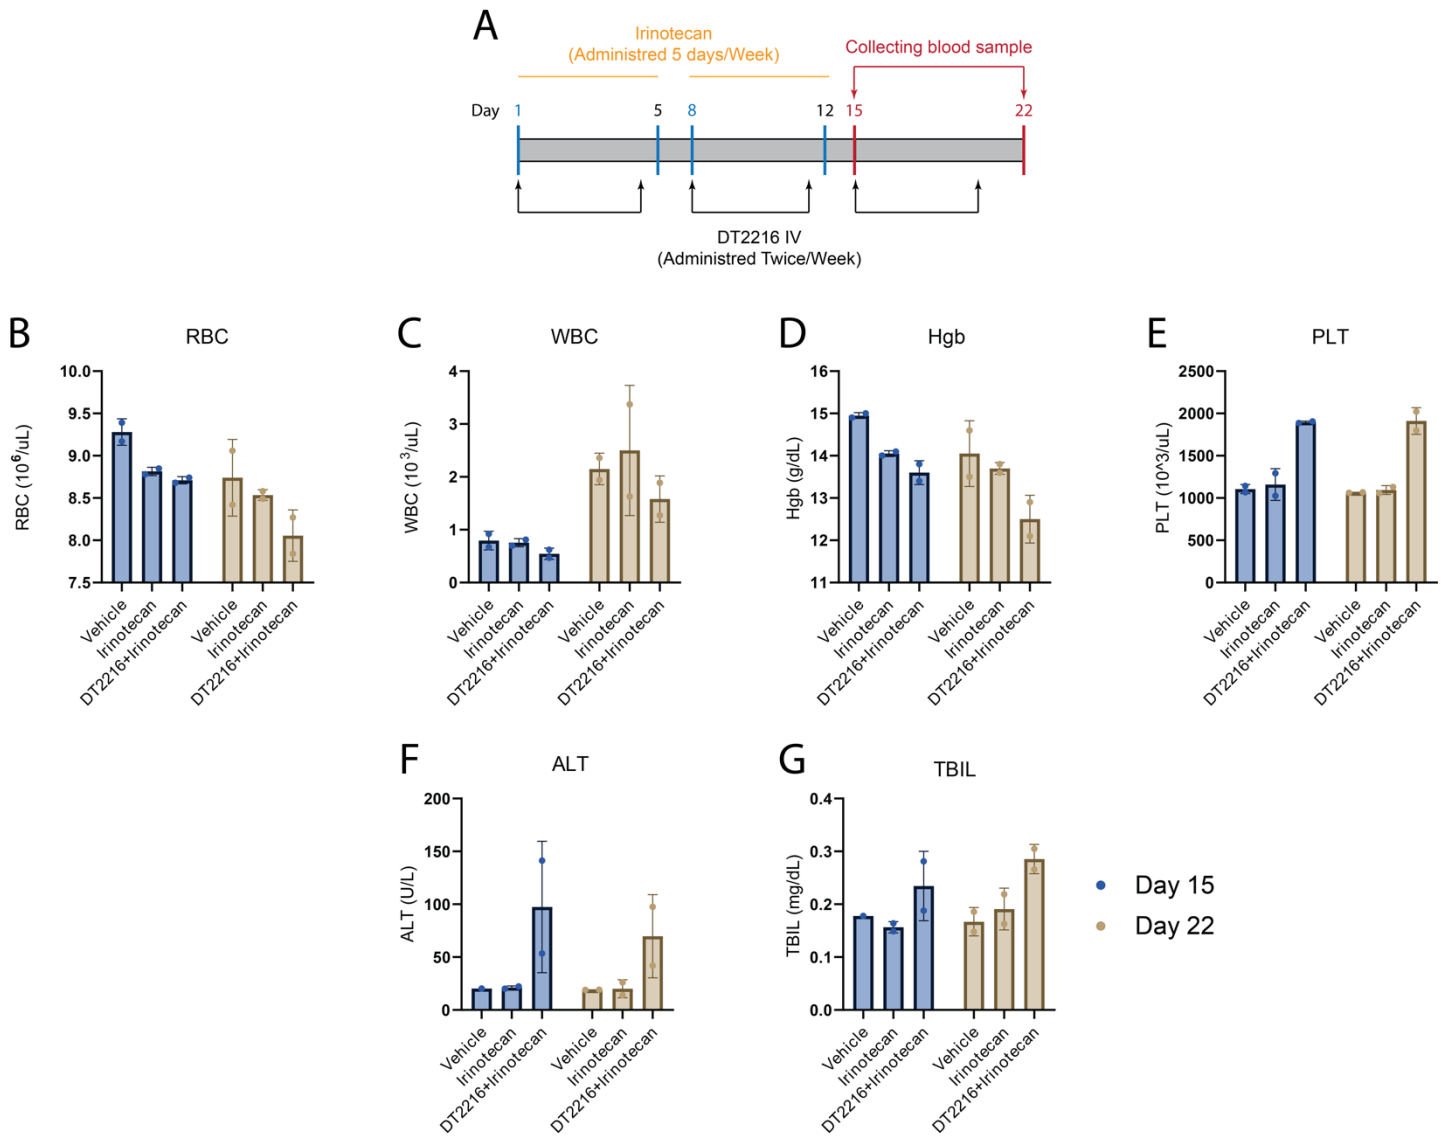 A
Irinotecan
(Administred 5 days/Week)
Collecting blood sample
Day 1 5 8 12 15 22
DT2216 IV
(Administred Twice/Week)
B
RBC
RBC (10⁶/uL)
10.0
9.5
9.0
8.5
8.0
7.5
Vehicle
Irinotecan
DT2216+Irinotecan
Vehicle
Irinotecan
DT2216+Irinotecan
C
WBC
WBC (10³/uL)
4
3
2
1
0
Vehicle
Irinotecan
DT2216+Irinotecan
Vehicle
Irinotecan
DT2216+Irinotecan
D
Hgb
Hgb (g/dL)
16
15
14
13
12
11
Vehicle
Irinotecan
DT2216+Irinotecan
Vehicle
Irinotecan
DT2216+Irinotecan
E
PLT
PLT (10^3/uL)
2500
2000
1500
1000
500
0
Vehicle
Irinotecan
DT2216+Irinotecan
Vehicle
Irinotecan
DT2216+Irinotecan
F
ALT
ALT (U/L)
200
150
100
50
0
Vehicle
Irinotecan
DT2216+Irinotecan
Vehicle
Irinotecan
DT2216+Irinotecan
G
TBIL
TBIL (mg/dL)
0.4
0.3
0.2
0.1
0.0
Vehicle
Irinotecan
DT2216+Irinotecan
Vehicle
Irinotecan
DT2216+Irinotecan
Day 15
Day 22